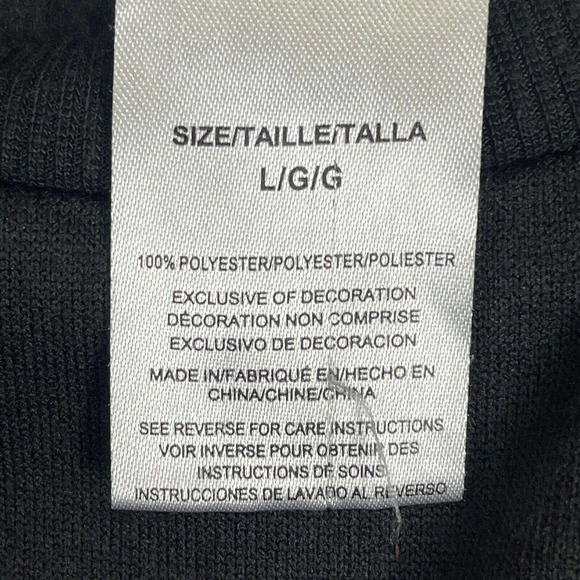 SIZE/TAILLE/TALLA
L/G/G
100% POLYESTER/POLYESTER/POLIESTER
EXCLUSIVE OF DECORATION
DÉCORATION NON COMPRISE
EXCLUSIVO DE DECORACION
MADE IN/FABRIQUÉ EN/HECHO EN
CHINA/CHINE/CHINA
SEE REVERSE FOR CARE INSTRUCTIONS
VOIR INVERSE POUR OBTENIR DES
INSTRUCTIONS DE SOINS
INSTRUCCIONES DE LAVADO AL REVERSO